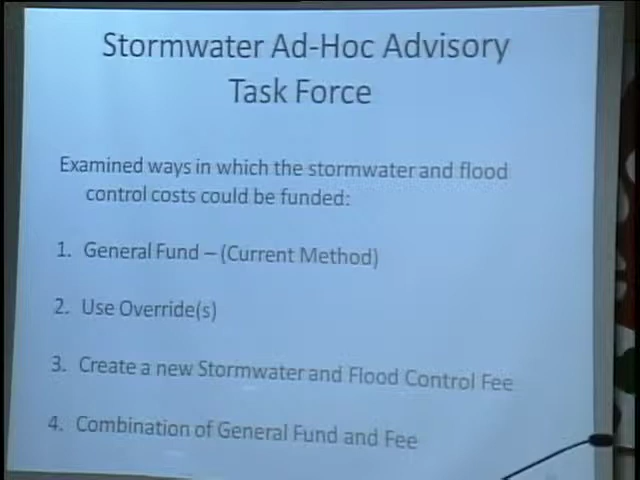 Stormwater Ad-Hoc Advisory
Task Force
Examined ways in which the stormwater and flood
control costs could be funded:
1. General Fund – (Current Method)
2. Use Override(s)
3. Create a new Stormwater and Flood Control Fee
4. Combination of General Fund and Fee